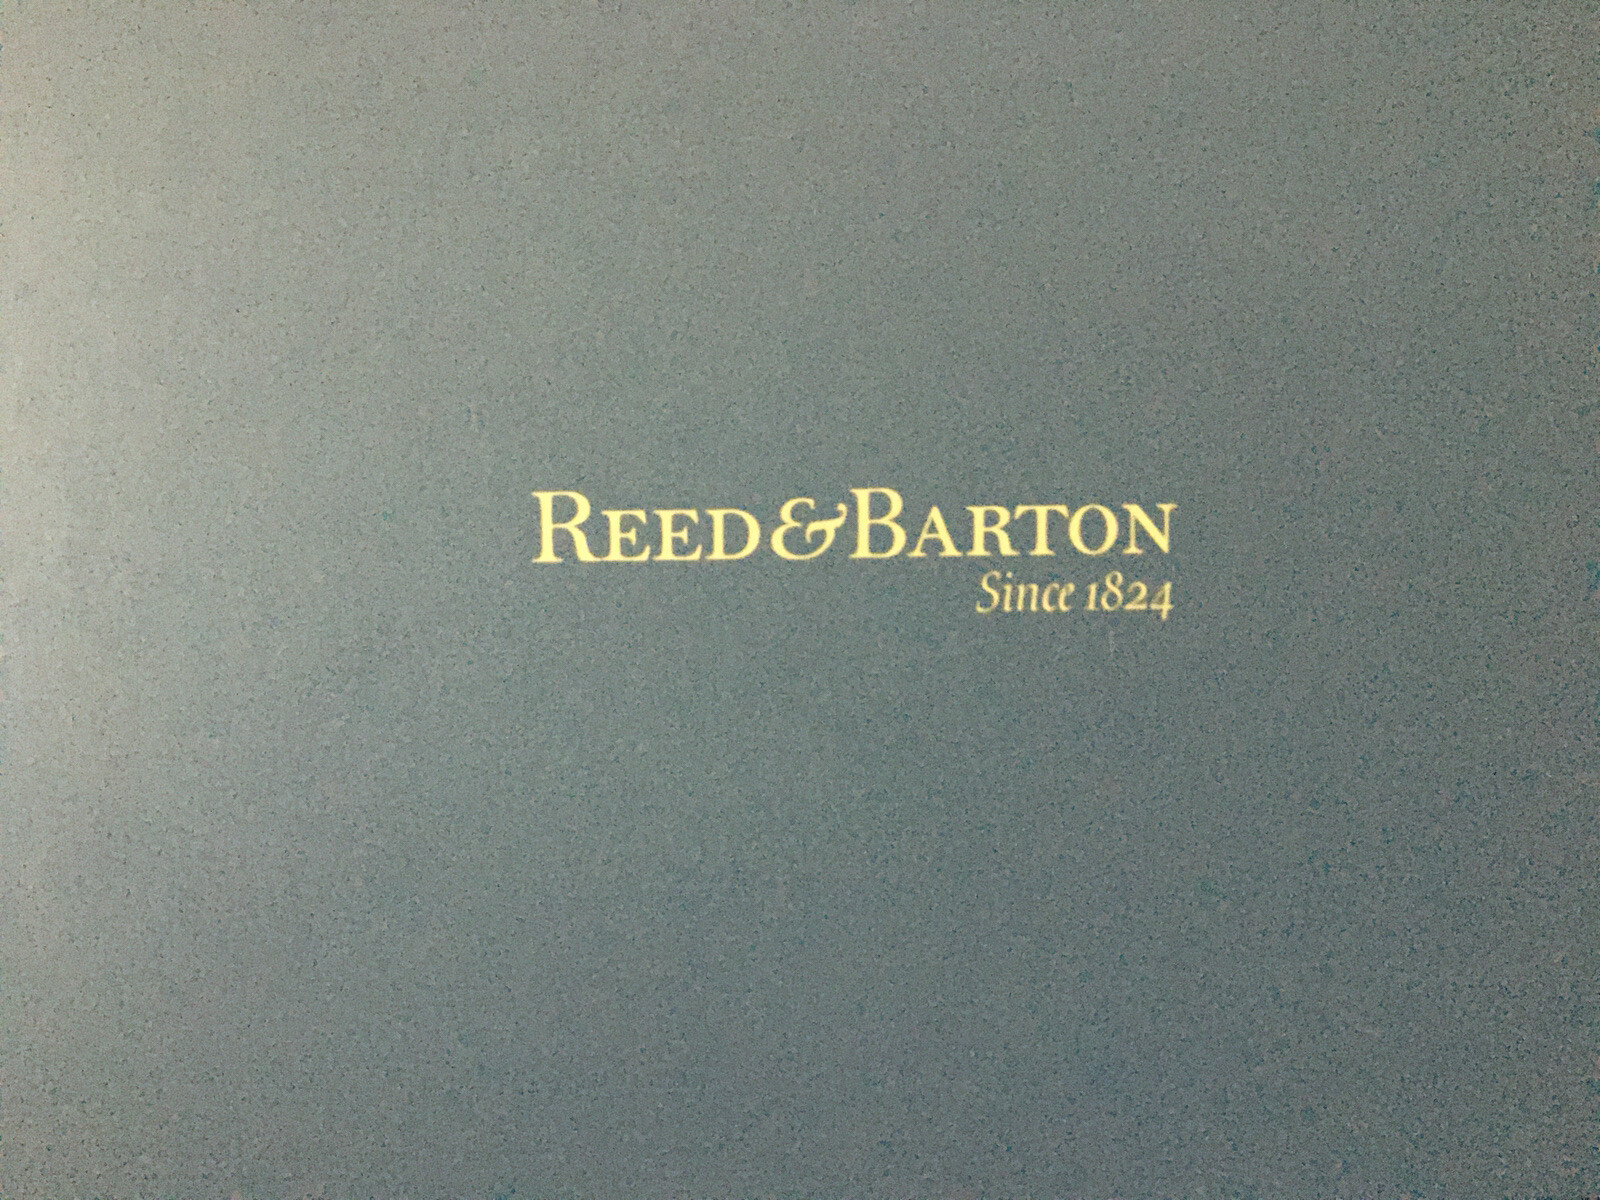 REED & BARTON
Since 1824